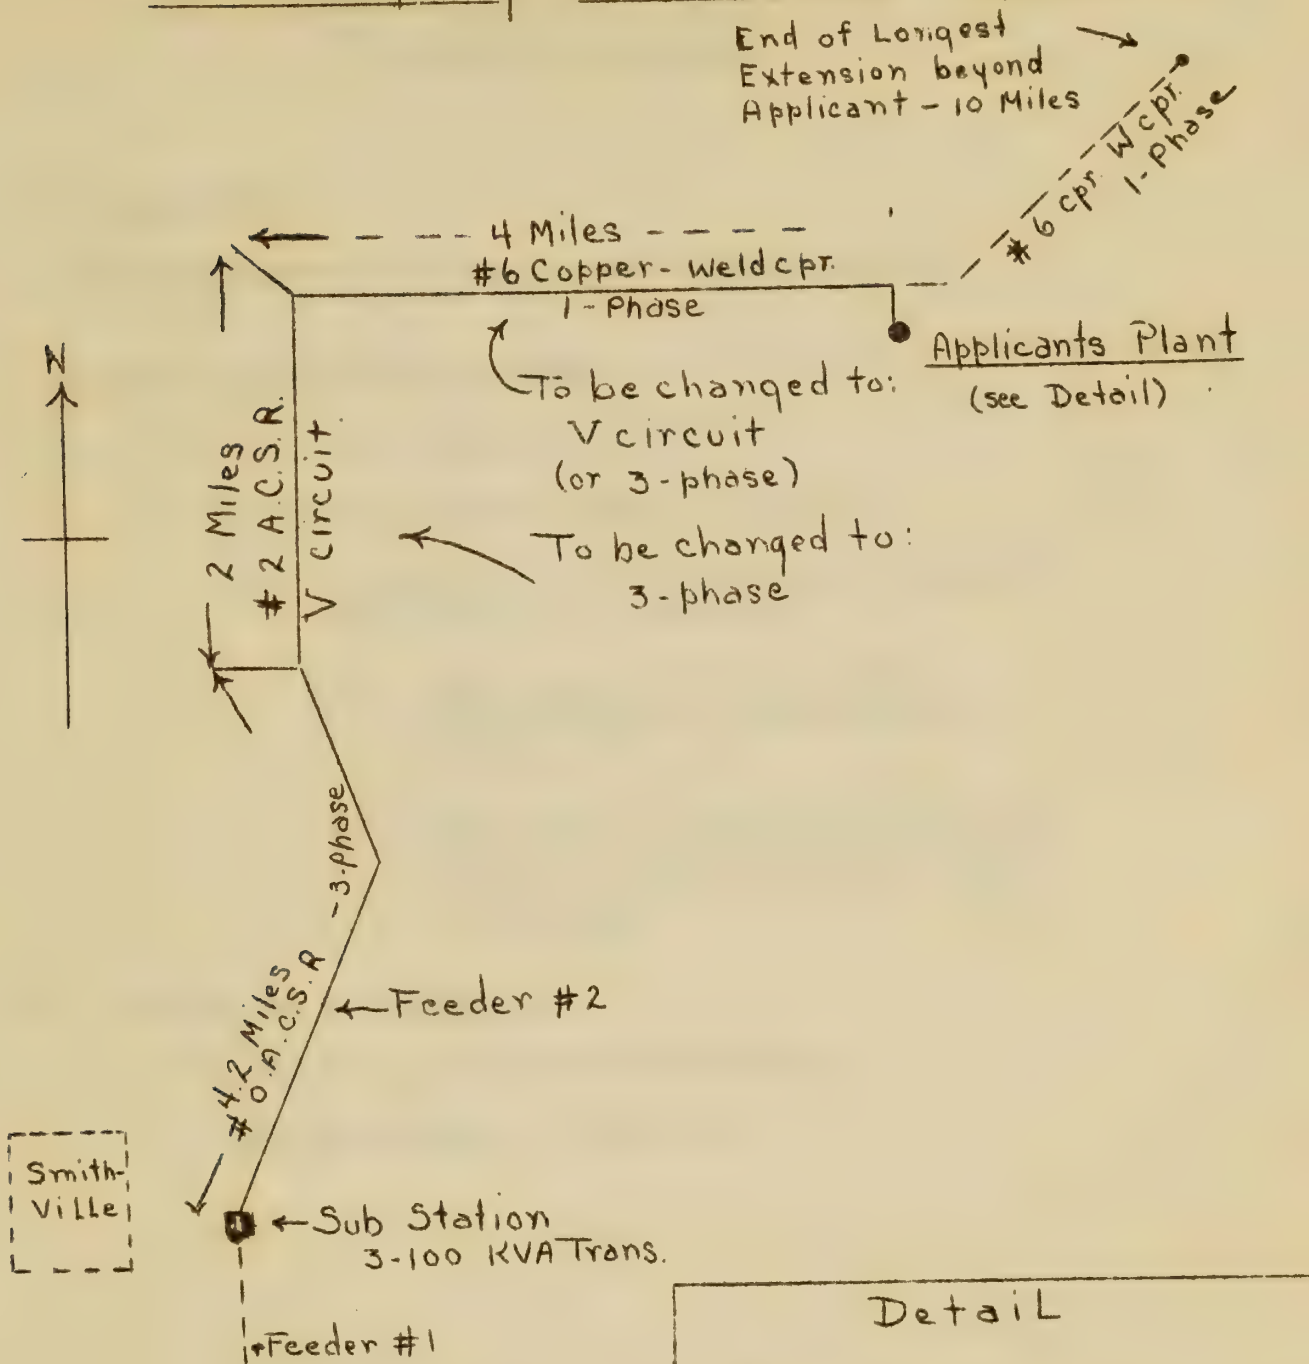 End of Longest
Extension beyond
Applicant - 10 Miles
#6 cpr. W cpr.
1-Phase
4 Miles
#6 Copper-Weld cpr.
1-Phase
Applicants Plant
(see Detail)
N
To be changed to:
V circuit
(or 3-phase)
2 Miles
#2 A.C.S.R.
V circuit
To be changed to:
3-phase
4.2 Miles
#O.A.C.S.R - 3-phase
Feeder #2
Smith-
Ville
Sub Station
3-100 KVA Trans.
Feeder #1
Detail